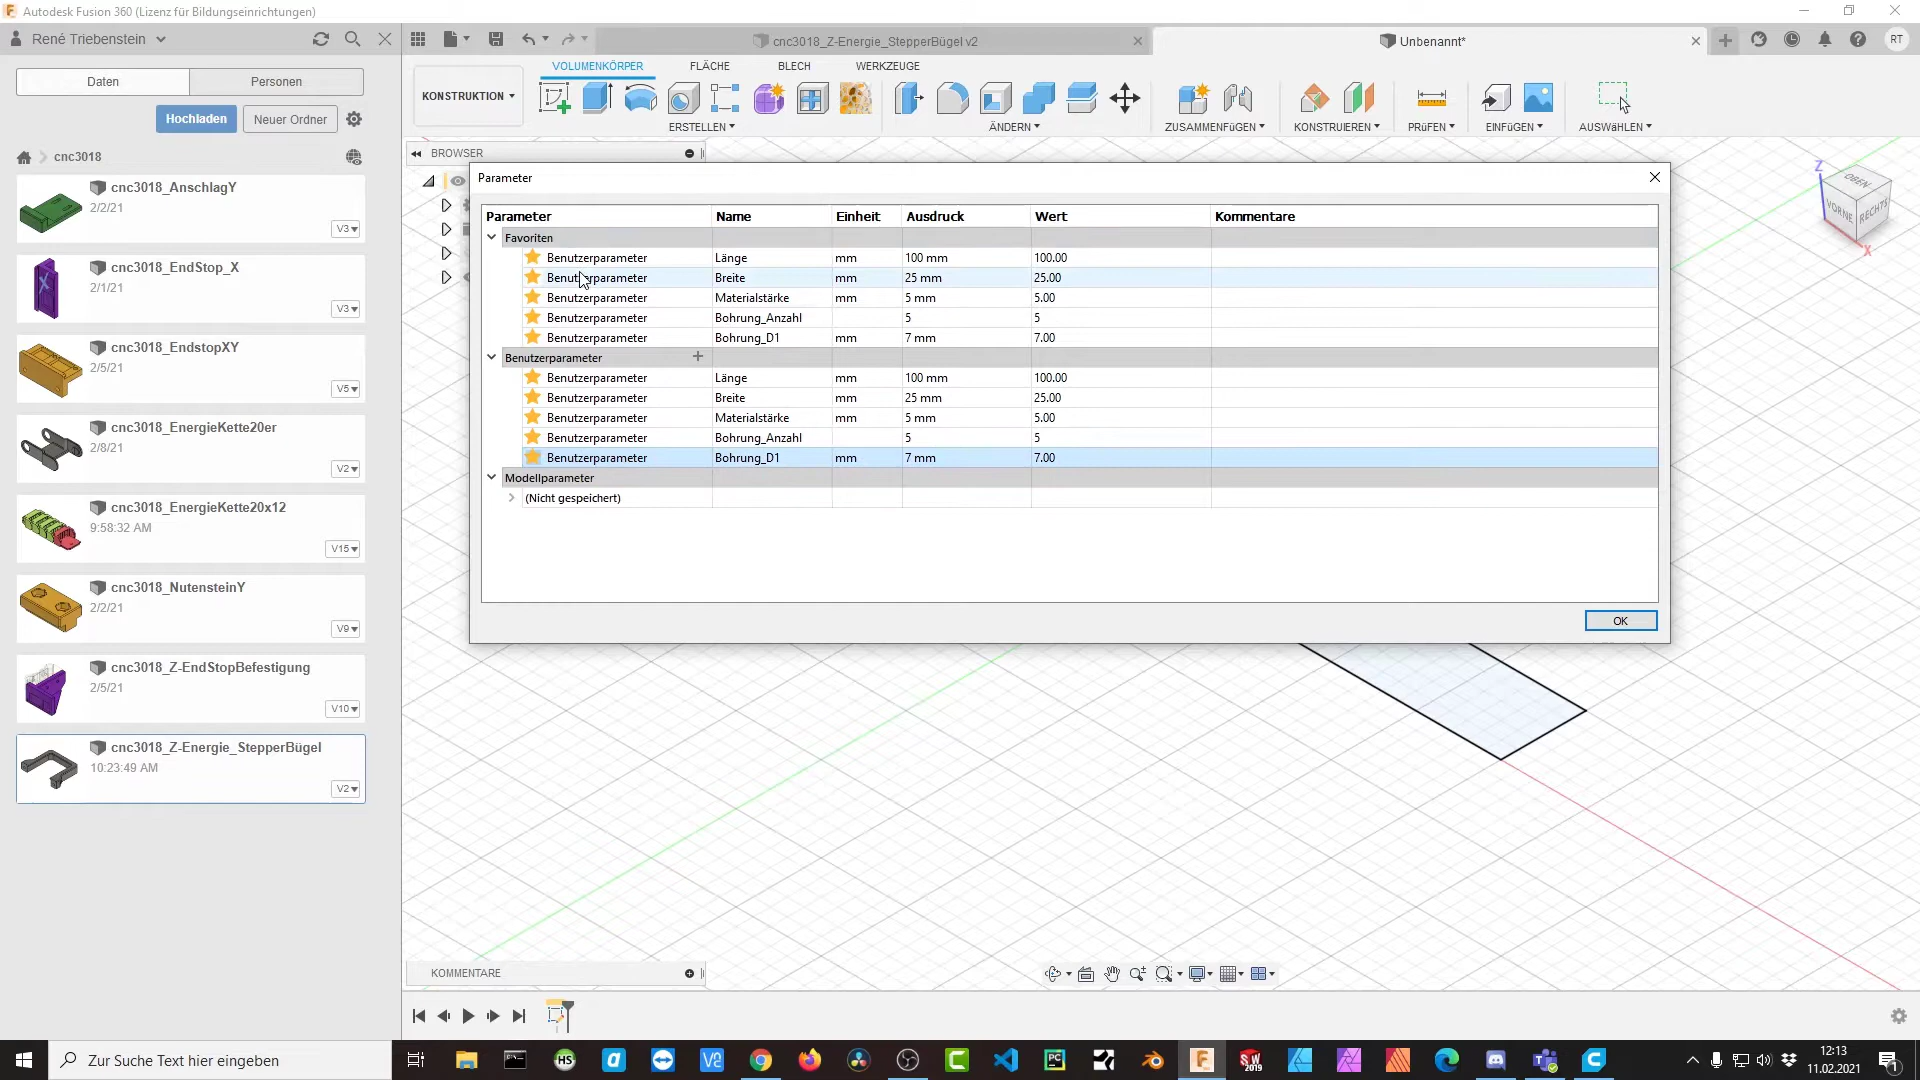 Autodesk Fusion 360 (Lizenz für Bildungseinrichtungen)
René Triebenstein
cnc3018_Z-Energie_StepperBügel v2
Unbenannt*
RT
Daten
Personen
Hochladen
Neuer Ordner
cnc3018
cnc3018_AnschlagY
2/2/21
V3
cnc3018_EndStop_X
2/1/21
V3
cnc3018_EndstopXY
2/5/21
V5
cnc3018_EnergieKette20er
2/8/21
V2
cnc3018_EnergieKette20x12
9:58:32 AM
V15
cnc3018_NutensteinY
2/2/21
V9
cnc3018_Z-EndStopBefestigung
2/5/21
V10
cnc3018_Z-Energie_StepperBügel
10:23:49 AM
V2
KONSTRUKTION
VOLUMENKÖRPER
FLÄCHE
BLECH
WERKZEUGE
ERSTELLEN
ÄNDERN
ZUSAMMENFÜGEN
KONSTRUIEREN
PRÜFEN
EINFÜGEN
AUSWÄHLEN
BROWSER
Parameter
Parameter Name Einheit Ausdruck Wert Kommentare
Favoriten
Benutzerparameter Länge mm 100 mm 100.00
Benutzerparameter Breite mm 25 mm 25.00
Benutzerparameter Materialstärke mm 5 mm 5.00
Benutzerparameter Bohrung_Anzahl 5 5
Benutzerparameter Bohrung_D1 mm 7 mm 7.00
Benutzerparameter +
Benutzerparameter Länge mm 100 mm 100.00
Benutzerparameter Breite mm 25 mm 25.00
Benutzerparameter Materialstärke mm 5 mm 5.00
Benutzerparameter Bohrung_Anzahl 5 5
Benutzerparameter Bohrung_D1 mm 7 mm 7.00
Modellparameter
(Nicht gespeichert)
OK
Z
OBEN
VORNE
RECHTS
X
KOMMENTARE
Zur Suche Text hier eingeben
HS
a
VC
C
PC
F
SW
2019
C
12:13
11.02.2021
1